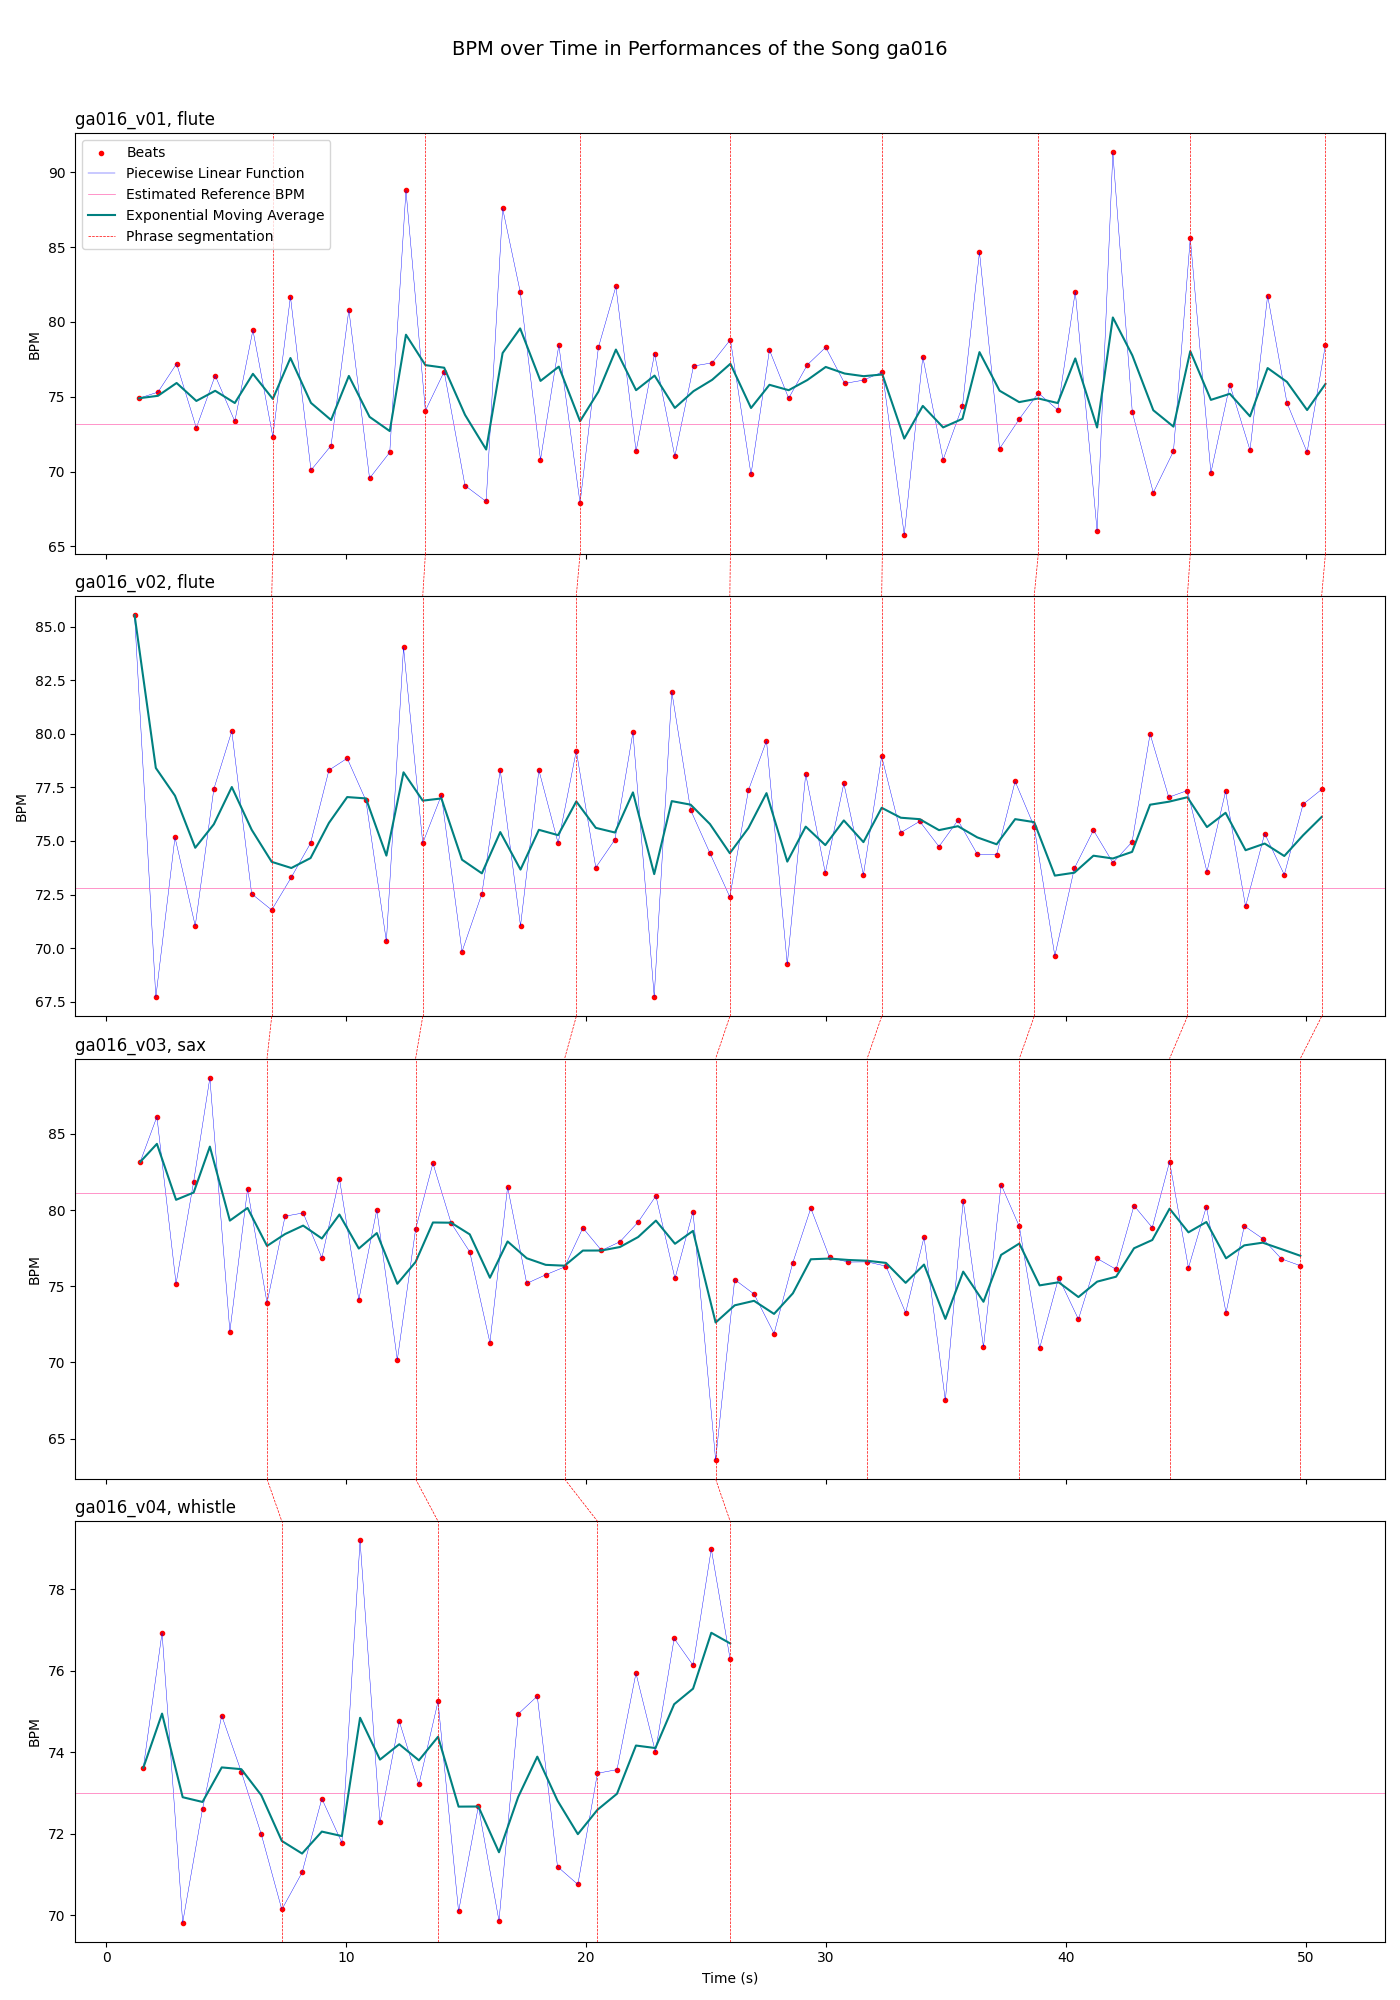 BPM over Time in Performances of the Song ga016
ga016_v01, flute
Beats
Piecewise Linear Function
Estimated Reference BPM
Exponential Moving Average
Phrase segmentation
90
85
80
75
70
65
BPM
ga016_v02, flute
85.0
82.5
80.0
77.5
75.0
72.5
70.0
67.5
BPM
ga016_v03, sax
85
80
75
70
65
BPM
ga016_v04, whistle
78
76
74
72
70
BPM
0 10 20 30 40 50
Time (s)